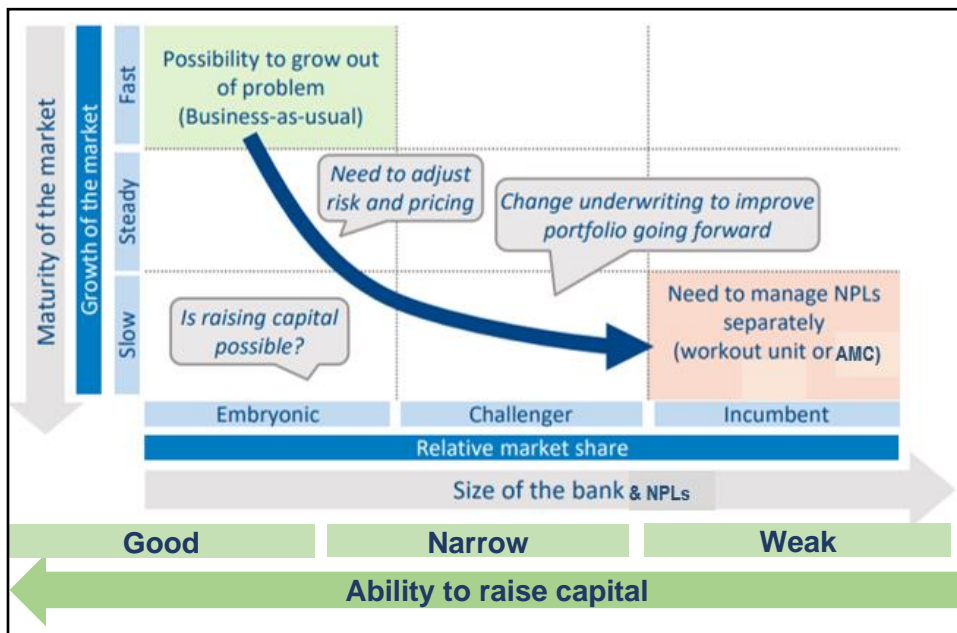 Maturity of the market
Growth of the market
Fast
Steady
Slow
Possibility to grow out
of problem
(Business-as-usual)
Need to adjust
risk and pricing
Change underwriting to improve
portfolio going forward
Is raising capital
possible?
Need to manage NPLs
separately
(workout unit or AMC)
Embryonic
Challenger
Incumbent
Relative market share
Size of the bank & NPLs
Good
Narrow
Weak
Ability to raise capital